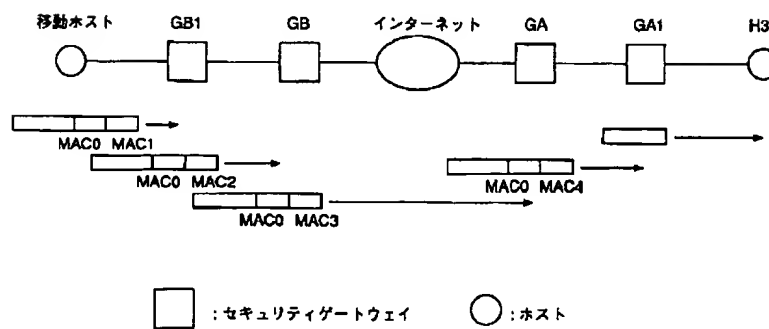 移動ホスト GB1 GB インターネット GA GA1 H3
MAC0 MAC1
MAC0 MAC2
MAC0 MAC3
MAC0 MAC4
:セキュリティゲートウェイ :ホスト